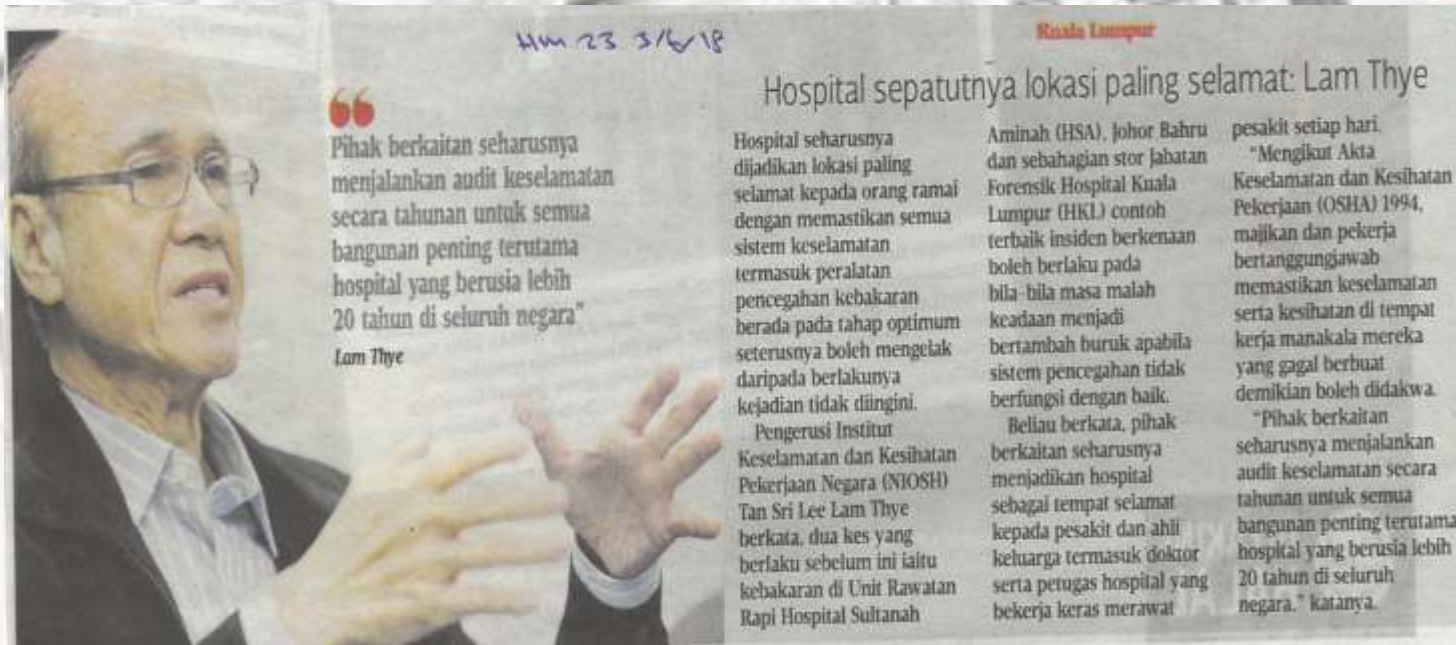 HM 23 3/6/18
Kuala Lumpur
Hospital sepatutnya lokasi paling selamat: Lam Thye
Pihak berkaitan seharusnya
menjalankan audit keselamatan
secara tahunan untuk semua
bangunan penting terutama
hospital yang berusia lebih
20 tahun di seluruh negara”
Lam Thye
Hospital seharusnya
dijadikan lokasi paling
selamat kepada orang ramai
dengan memastikan semua
sistem keselamatan
termasuk peralatan
pencegahan kebakaran
berada pada tahap optimum
seterusnya boleh mengelak
daripada berlakunya
kejadian tidak diingini.
Pengerusi Institut
Keselamatan dan Kesihatan
Pekerjaan Negara (NIOSH)
Tan Sri Lee Lam Thye
berkata, dua kes yang
berlaku sebelum ini iaitu
kebakaran di Unit Rawatan
Rapi Hospital Sultanah
Aminah (HSA), Johor Bahru
dan sebahagian stor Jabatan
Forensik Hospital Kuala
Lumpur (HKL) contoh
terbaik insiden berkenaan
boleh berlaku pada
bila-bila masa malah
keadaan menjadi
bertambah buruk apabila
sistem pencegahan tidak
berfungsi dengan baik.
Beliau berkata, pihak
berkaitan seharusnya
menjadikan hospital
sebagai tempat selamat
kepada pesakit dan ahli
keluarga termasuk doktor
serta petugas hospital yang
bekerja keras merawat
pesakit setiap hari.
“Mengikut Akta
Keselamatan dan Kesihatan
Pekerjaan (OSHA) 1994,
majikan dan pekerja
bertanggungjawab
memastikan keselamatan
serta kesihatan di tempat
kerja manakala mereka
yang gagal berbuat
demikian boleh didakwa.
“Pihak berkaitan
seharusnya menjalankan
audit keselamatan secara
tahunan untuk semua
bangunan penting terutama
hospital yang berusia lebih
20 tahun di seluruh
negara,” katanya.